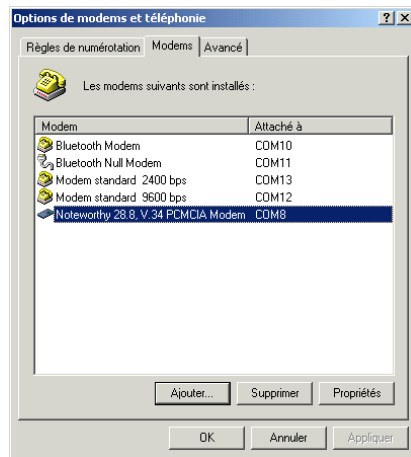 Options de modems et téléphonie
Règles de numérotation Modems Avancé
Les modems suivants sont installés :
Modem Attaché à
Bluetooth Modem COM10
Bluetooth Null Modem COM11
Modem standard 2400 bps COM13
Modem standard 9600 bps COM12
Noteworthy 28.8, V.34 PCMCIA Modem COM8
Ajouter... Supprimer Propriétés
OK Annuler Appliquer